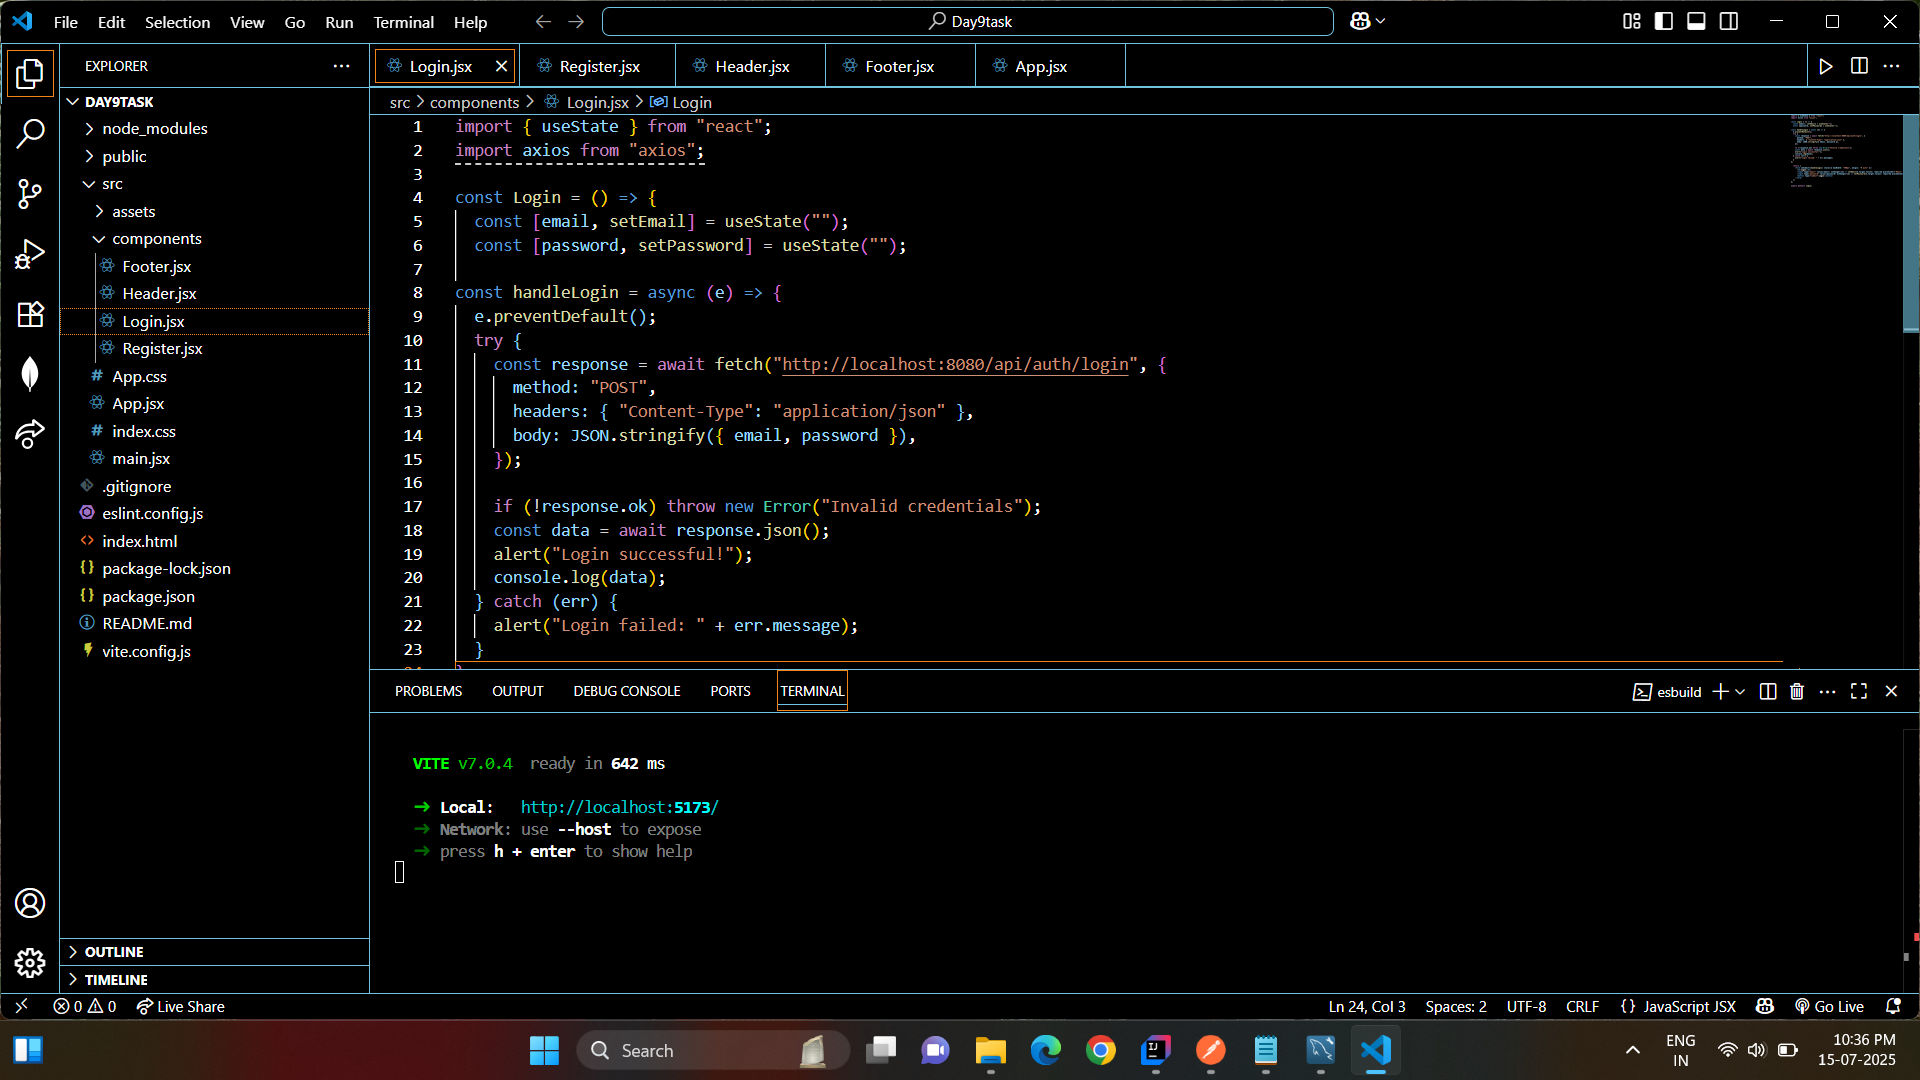 File Edit Selection View Go Run Terminal Help
Day9task
EXPLORER
DAY9TASK
node_modules
public
src
assets
components
Footer.jsx
Header.jsx
Login.jsx
Register.jsx
App.css
App.jsx
index.css
main.jsx
.gitignore
eslint.config.js
index.html
package-lock.json
package.json
README.md
vite.config.js
OUTLINE
TIMELINE
Login.jsx Register.jsx Header.jsx Footer.jsx App.jsx
src > components > Login.jsx > Login
1 import { useState } from "react";
2 import axios from "axios";
3
4 const Login = () => {
5 const [email, setEmail] = useState("");
6 const [password, setPassword] = useState("");
7
8 const handleLogin = async (e) => {
9 e.preventDefault();
10 try {
11 const response = await fetch("http://localhost:8080/api/auth/login", {
12 method: "POST",
13 headers: { "Content-Type": "application/json" },
14 body: JSON.stringify({ email, password }),
15 });
16
17 if (!response.ok) throw new Error("Invalid credentials");
18 const data = await response.json();
19 alert("Login successful!");
20 console.log(data);
21 } catch (err) {
22 alert("Login failed: " + err.message);
23 }
PROBLEMS OUTPUT DEBUG CONSOLE PORTS TERMINAL
esbuild
VITE v7.0.4 ready in 642 ms
➜ Local: http://localhost:5173/
➜ Network: use --host to expose
➜ press h + enter to show help
0 0 Live Share
Ln 24, Col 3 Spaces: 2 UTF-8 CRLF {} JavaScript JSX Go Live
Search
ENG
IN
10:36 PM
15-07-2025